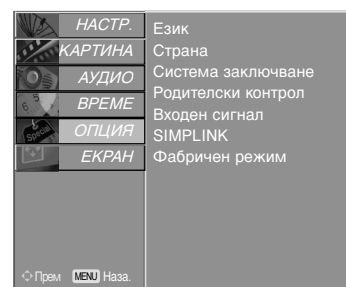 НАСТР.
КАРТИНА
АУДИО
ВРЕМЕ
ОПЦИЯ
ЕКРАН
Език
Страна
Система заключване
Родителски контрол
Входен сигнал
SIMPLINK
Фабричен режим
Прем MENU Наза.